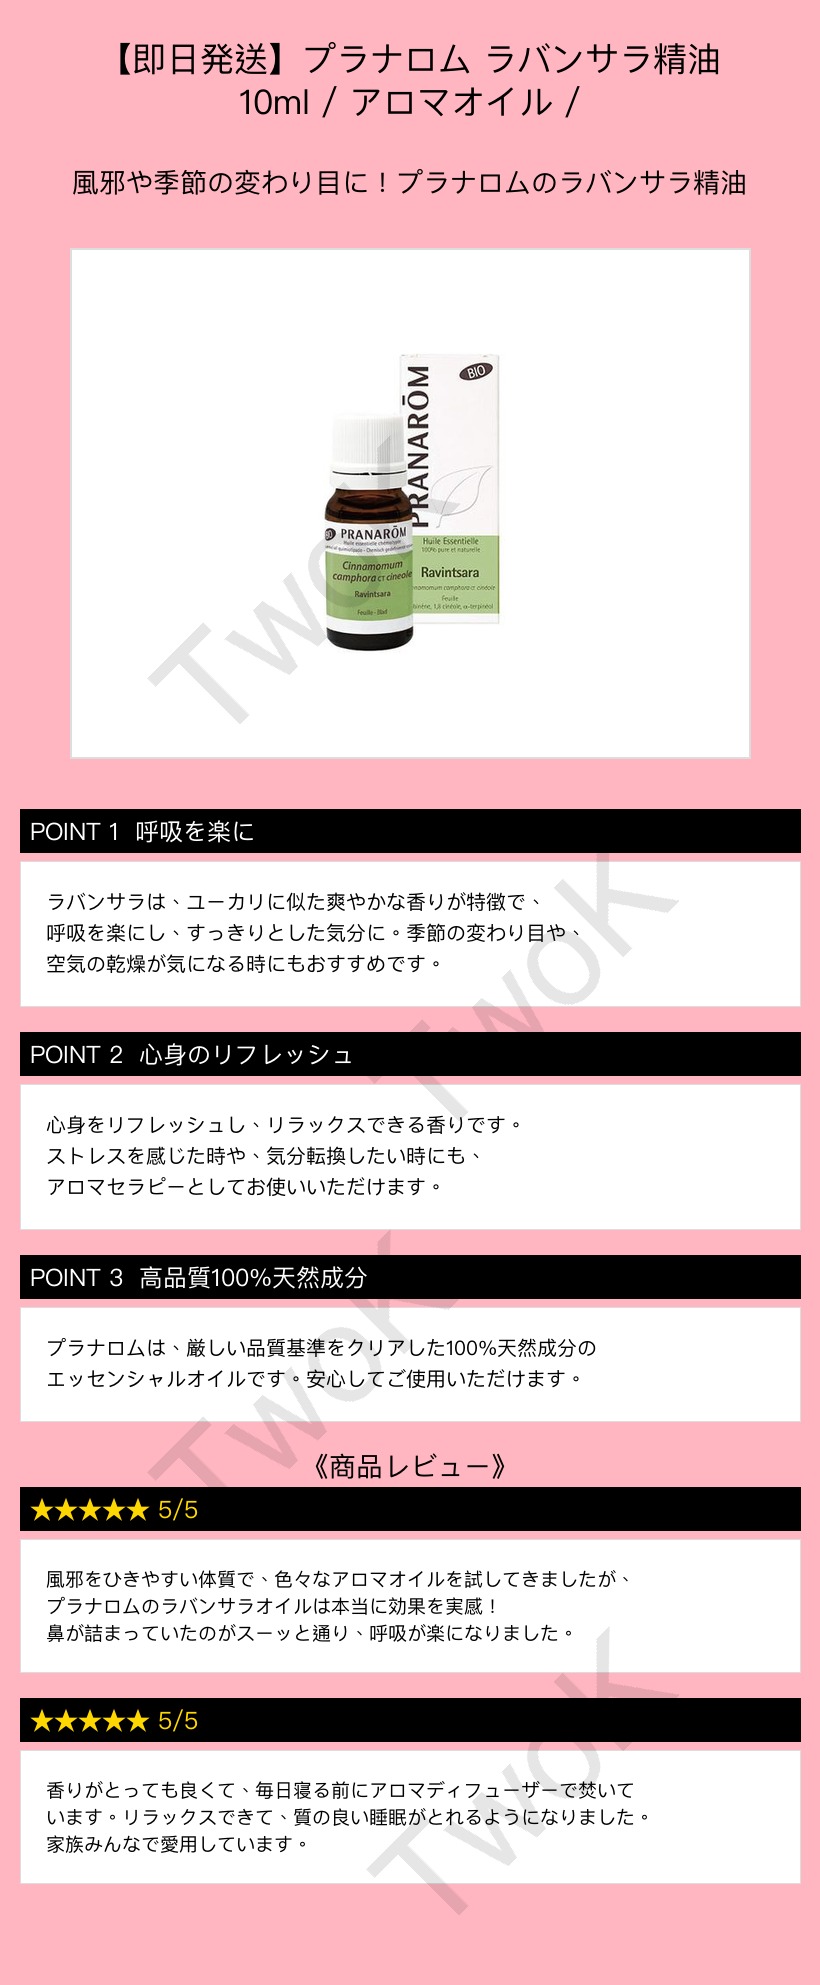 【即日発送】プラナロム ラバンサラ精油
10ml / アロマオイル /
風邪や季節の変わり目に！プラナロムのラバンサラ精油
BIO
PRANARŌM
Huile Essentielle
100% pure et naturelle
Ravintsara
Feuille
PRANARŌM
Cinnamomum
camphora CT cineole
Ravintsara
Feuille - Blad
TwoK
POINT 1 呼吸を楽に
ラバンサラは、ユーカリに似た爽やかな香りが特徴で、
呼吸を楽にし、すっきりとした気分に。季節の変わり目や、
空気の乾燥が気になる時にもおすすめです。
TwoK
POINT 2 心身のリフレッシュ
心身をリフレッシュし、リラックスできる香りです。
ストレスを感じた時や、気分転換したい時にも、
アロマセラピーとしてお使いいただけます。
POINT 3 高品質100%天然成分
プラナロムは、厳しい品質基準をクリアした100%天然成分の
エッセンシャルオイルです。安心してご使用いただけます。
TwoK
《商品レビュー》
★★★★★ 5/5
風邪をひきやすい体質で、色々なアロマオイルを試してきましたが、
プラナロムのラバンサラオイルは本当に効果を実感！
鼻が詰まっていたのがスーッと通り、呼吸が楽になりました。
★★★★★ 5/5
香りがとっても良くて、毎日寝る前にアロマディフューザーで焚いて
います。リラックスできて、質の良い睡眠がとれるようになりました。
家族みんなで愛用しています。
TwoK